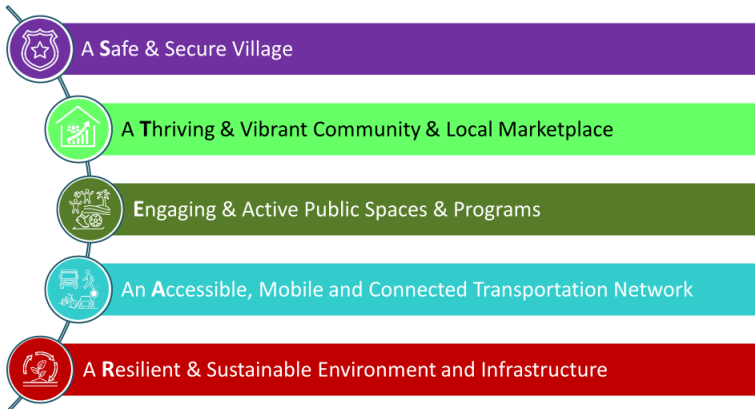 A Safe & Secure Village
A Thriving & Vibrant Community & Local Marketplace
Engaging & Active Public Spaces & Programs
An Accessible, Mobile and Connected Transportation Network
A Resilient & Sustainable Environment and Infrastructure